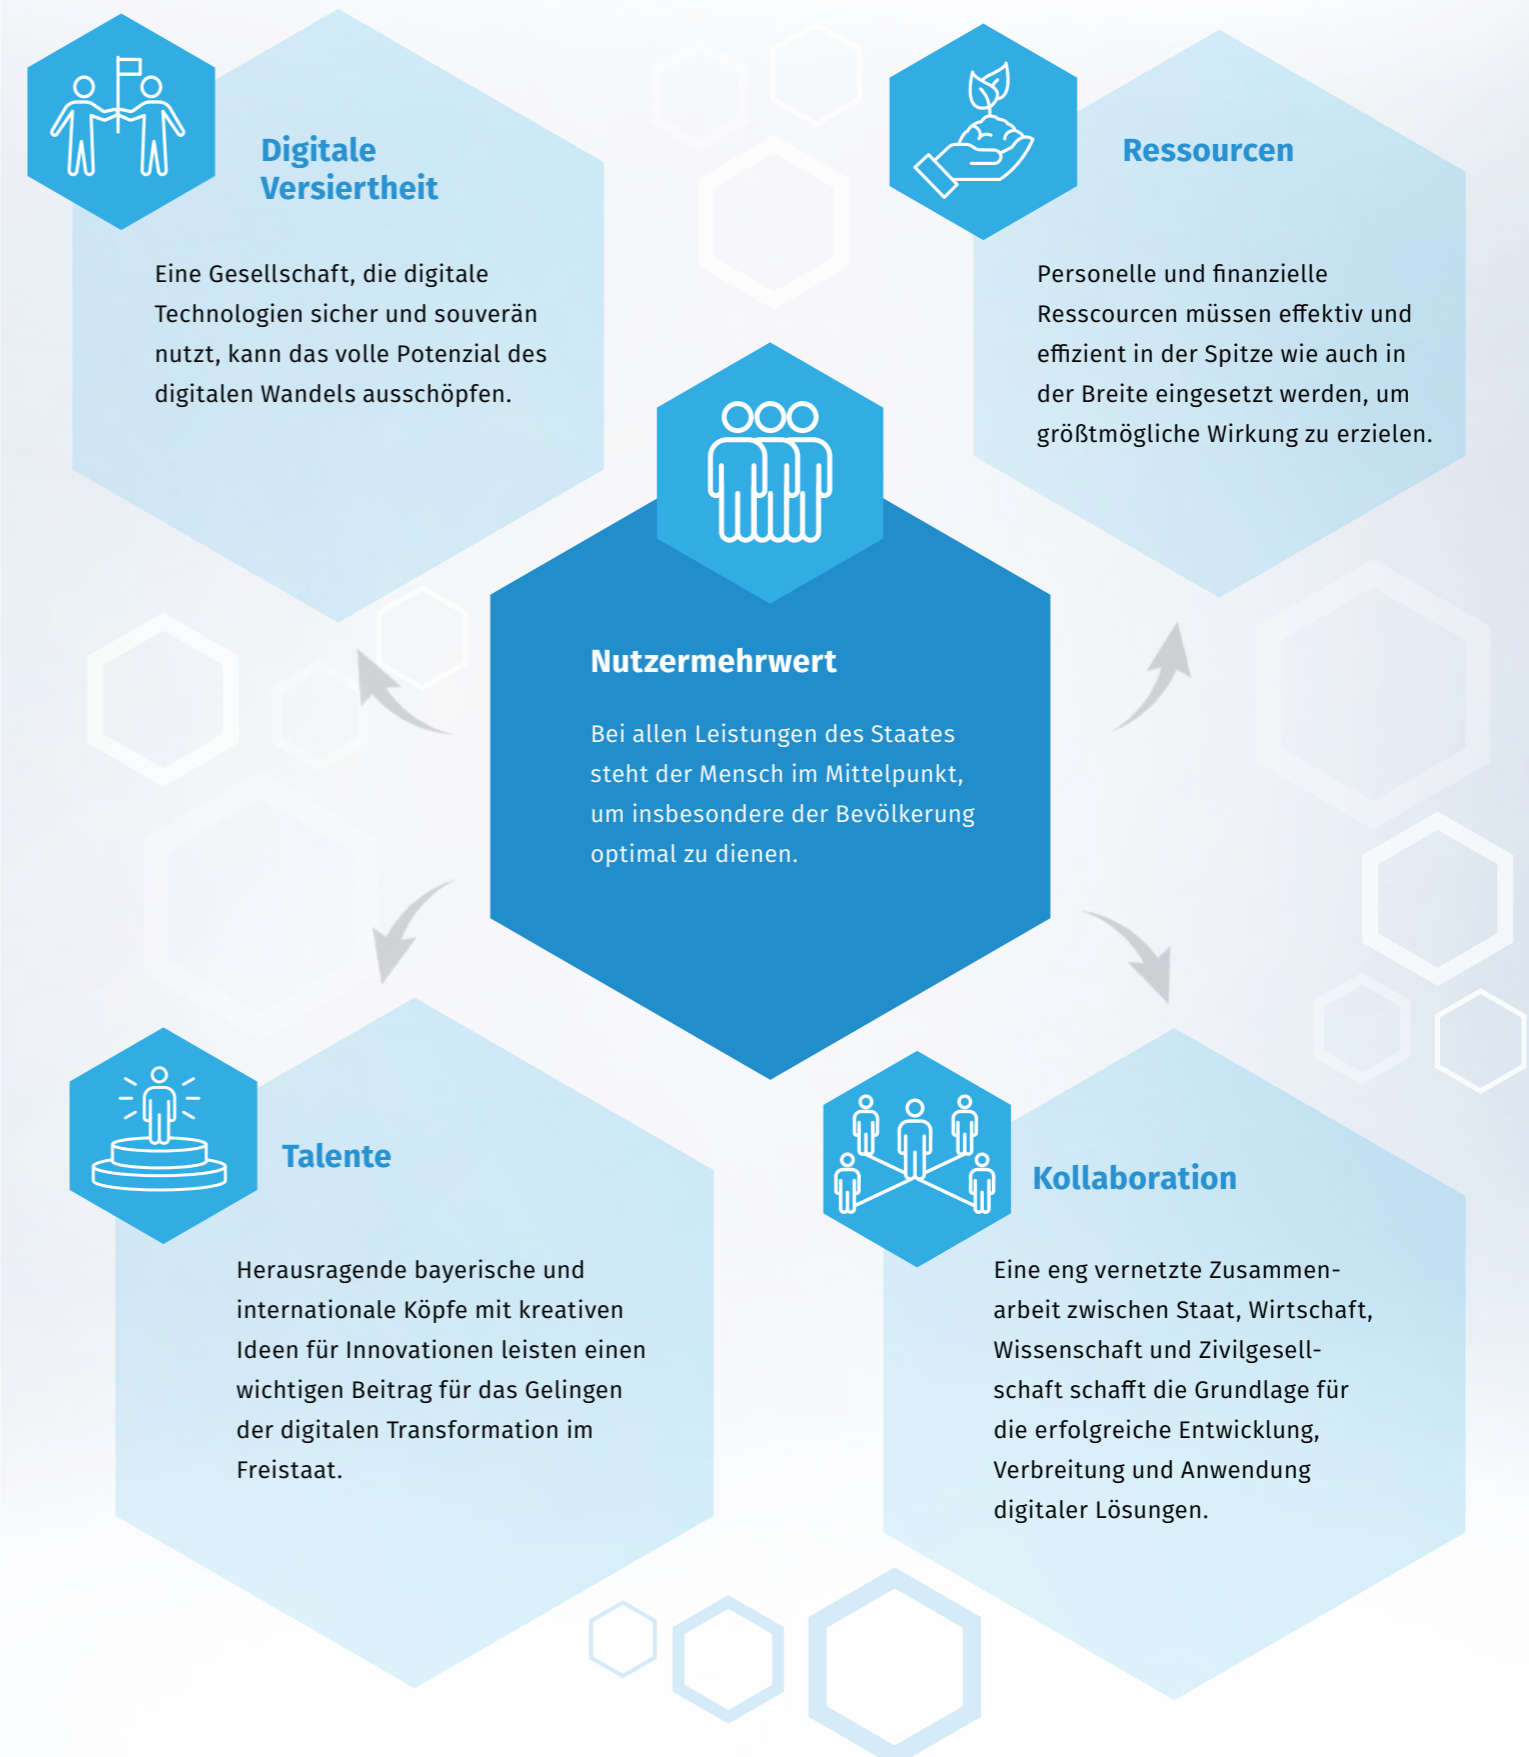 Digitale
Versiertheit
Eine Gesellschaft, die digitale
Technologien sicher und souverän
nutzt, kann das volle Potenzial des
digitalen Wandels ausschöpfen.
Ressourcen
Personelle und finanzielle
Resscourcen müssen effektiv und
effizient in der Spitze wie auch in
der Breite eingesetzt werden, um
größtmögliche Wirkung zu erzielen.
Nutzermehrwert
Bei allen Leistungen des Staates
steht der Mensch im Mittelpunkt,
um insbesondere der Bevölkerung
optimal zu dienen.
Talente
Herausragende bayerische und
internationale Köpfe mit kreativen
Ideen für Innovationen leisten einen
wichtigen Beitrag für das Gelingen
der digitalen Transformation im
Freistaat.
Kollaboration
Eine eng vernetzte Zusammen-
arbeit zwischen Staat, Wirtschaft,
Wissenschaft und Zivilgesell-
schaft schafft die Grundlage für
die erfolgreiche Entwicklung,
Verbreitung und Anwendung
digitaler Lösungen.